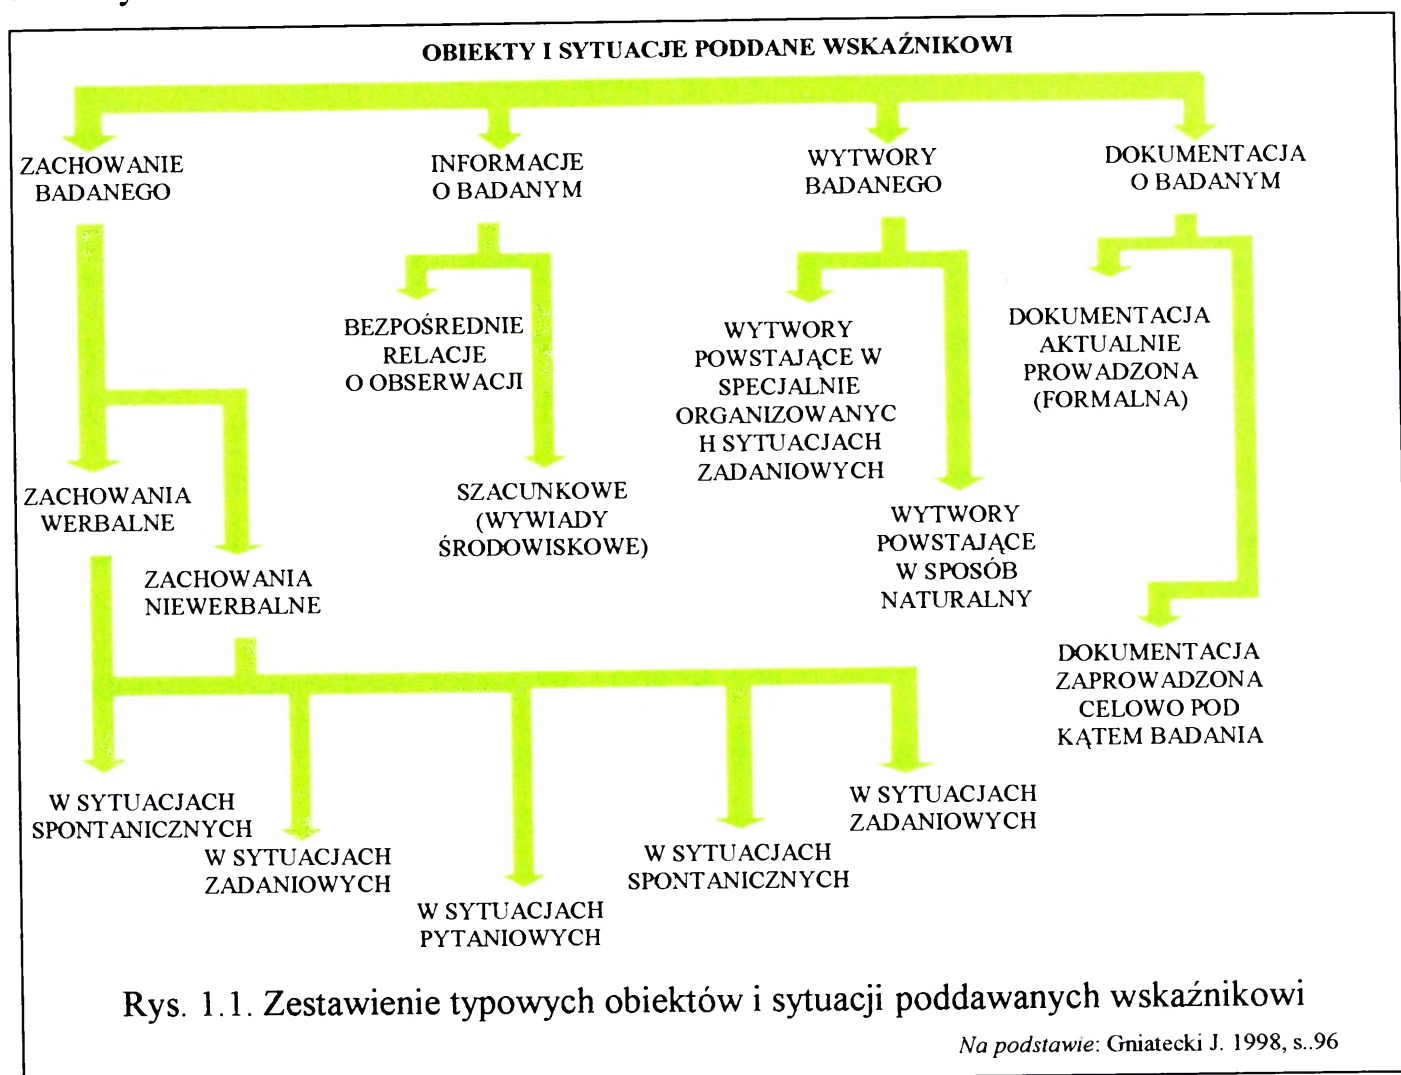 OBIEKTY I SYTUACJE PODDANE WSKAŹNIKOWI
ZACHOWANIE
BADANEGO
INFORMACJE
O BADANYM
WYTWORY
BADANEGO
DOKUMENTACJA
O BADANYM
BEZPOŚREDNIE
RELACJE
O OBSERWACJI
SZACUNKOWE
(WYWIADY
ŚRODOWISKOWE)
WYTWORY
POWSTAJĄCE W
SPECJALNIE
ORGANIZOWANYC
H SYTUACJACH
ZADANIOWYCH
WYTWORY
POWSTAJĄCE
W SPOSÓB
NATURALNY
DOKUMENTACJA
AKTUALNIE
PROWADZONA
(FORMALNA)
DOKUMENTACJA
ZAPROWADZONA
CELOWO POD
KĄTEM BADANIA
ZACHOWANIA
WERBALNE
ZACHOWANIA
NIEWERBALNE
W SYTUACJACH
SPONTANICZNYCH
W SYTUACJACH
ZADANIOWYCH
W SYTUACJACH
PYTANIOWYCH
W SYTUACJACH
SPONTANICZNYCH
W SYTUACJACH
ZADANIOWYCH
Rys. 1.1. Zestawienie typowych obiektów i sytuacji poddawanych wskaźnikowi
Na podstawie: Gniatecki J. 1998, s..96